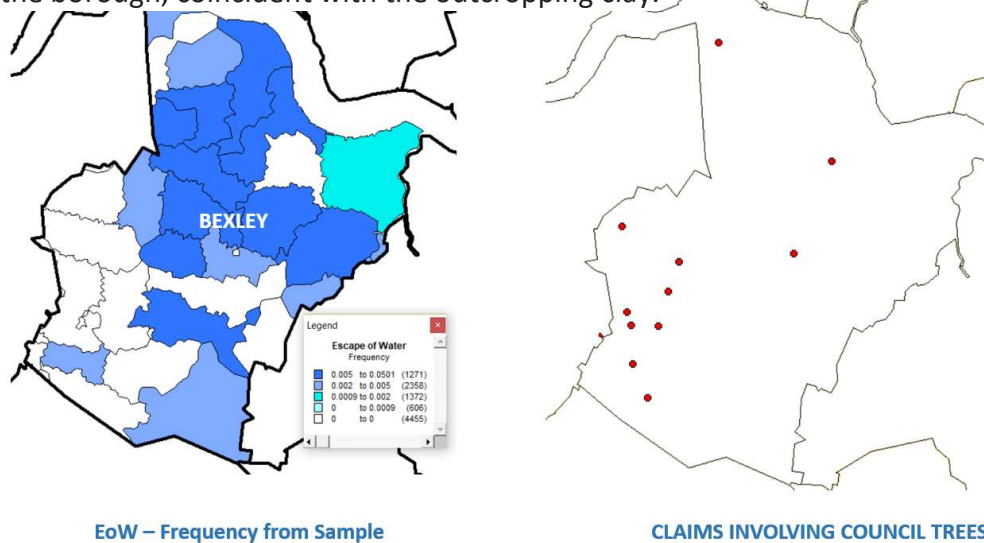 the borough, coincident with the outcropping clay.
BEXLEY
Legend
Escape of Water
Frequency
0.005 to 0.0501 (1271)
0.002 to 0.005 (2358)
0.0009 to 0.002 (1372)
0 to 0.0009 (606)
0 to 0 (4455)
EoW – Frequency from Sample
CLAIMS INVOLVING COUNCIL TREES